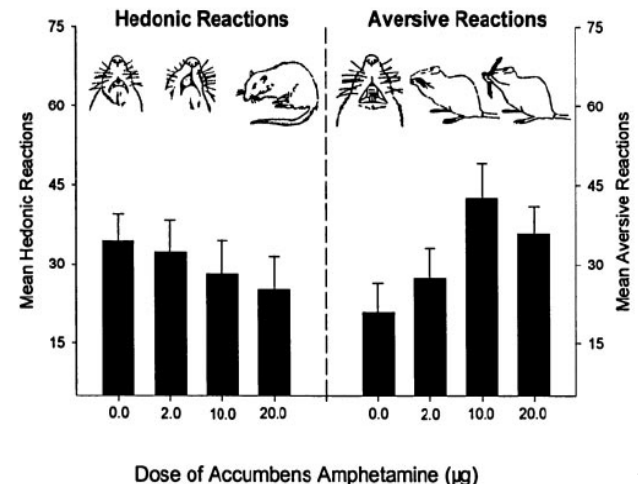 Hedonic Reactions
Aversive Reactions
75
60
45
30
15
Mean Hedonic Reactions
75
60
45
30
15
Mean Aversive Reactions
0.0 2.0 10.0 20.0
0.0 2.0 10.0 20.0
Dose of Accumbens Amphetamine (µg)